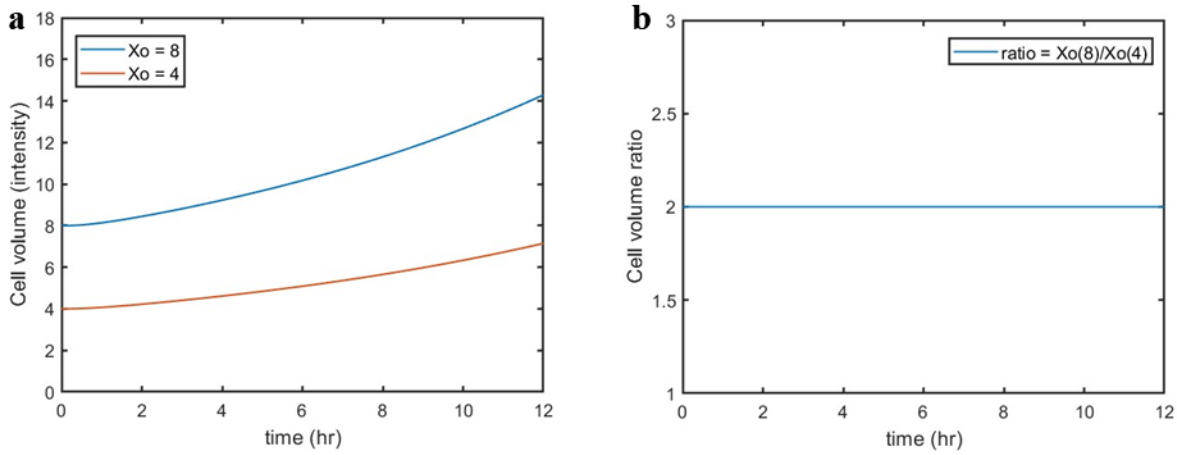 a
18
16
14
12
10
8
6
4
2
0
Cell volume (intensity)
Xo = 8
Xo = 4
0 2 4 6 8 10 12
time (hr)
b
3
2.5
2
1.5
1
Cell volume ratio
ratio = Xo(8)/Xo(4)
0 2 4 6 8 10 12
time (hr)